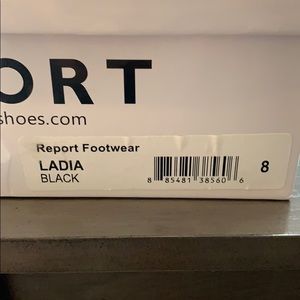 ORT
shoes.com
Report Footwear
LADIA
BLACK
8
8 85481 38560 6